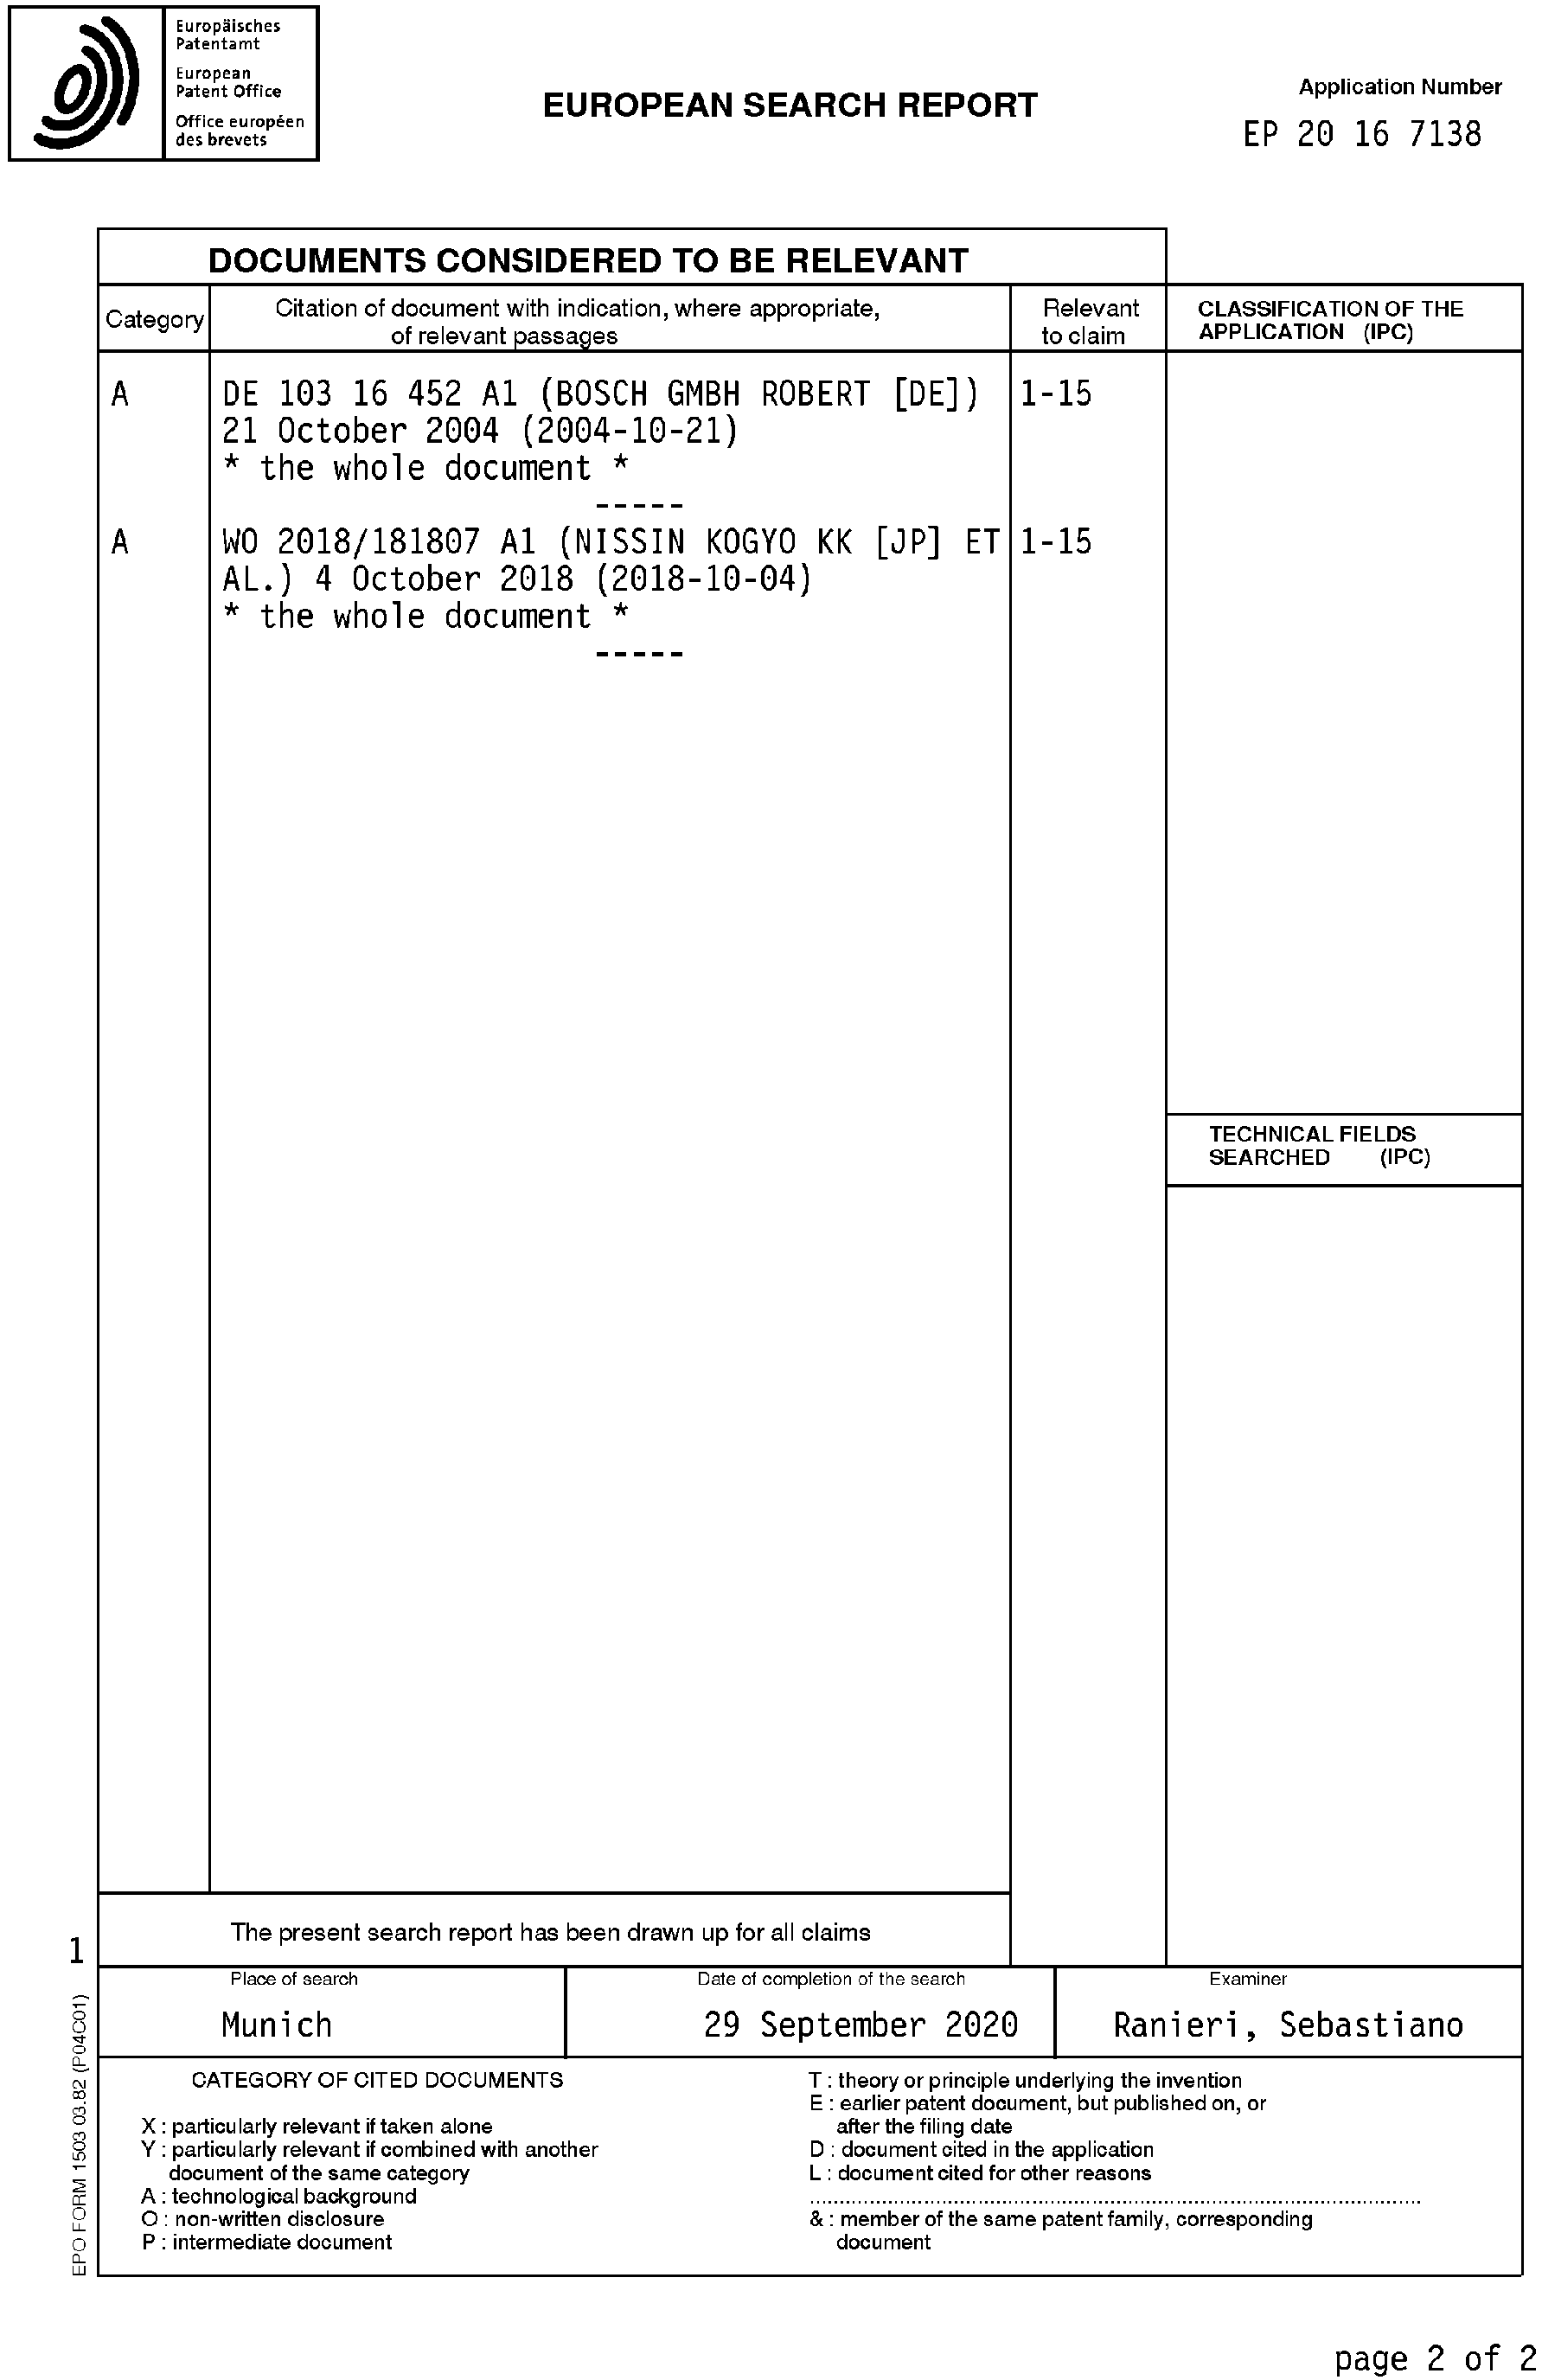 Europäisches
Patentamt
European
Patent Office
Office européen
des brevets
EUROPEAN SEARCH REPORT
Application Number
EP 20 16 7138
DOCUMENTS CONSIDERED TO BE RELEVANT
Category
Citation of document with indication, where appropriate,
of relevant passages
Relevant
to claim
CLASSIFICATION OF THE
APPLICATION (IPC)
A
DE 103 16 452 A1 (BOSCH GMBH ROBERT [DE])
1-15
21 October 2004 (2004-10-21)
* the whole document *
-----
A
WO 2018/181807 A1 (NISSIN KOGYO KK [JP] ET
1-15
AL.) 4 October 2018 (2018-10-04)
* the whole document *
-----
TECHNICAL FIELDS
SEARCHED (IPC)
The present search report has been drawn up for all claims
1
Place of search
Munich
Date of completion of the search
29 September 2020
Examiner
Ranieri, Sebastiano
CATEGORY OF CITED DOCUMENTS
X : particularly relevant if taken alone
Y : particularly relevant if combined with another
document of the same category
A : technological background
O : non-written disclosure
P : intermediate document
T : theory or principle underlying the invention
E : earlier patent document, but published on, or
after the filing date
D : document cited in the application
L : document cited for other reasons
& : member of the same patent family, corresponding
document
EPO FORM 1503 03.82 (P04C01)
page 2 of 2